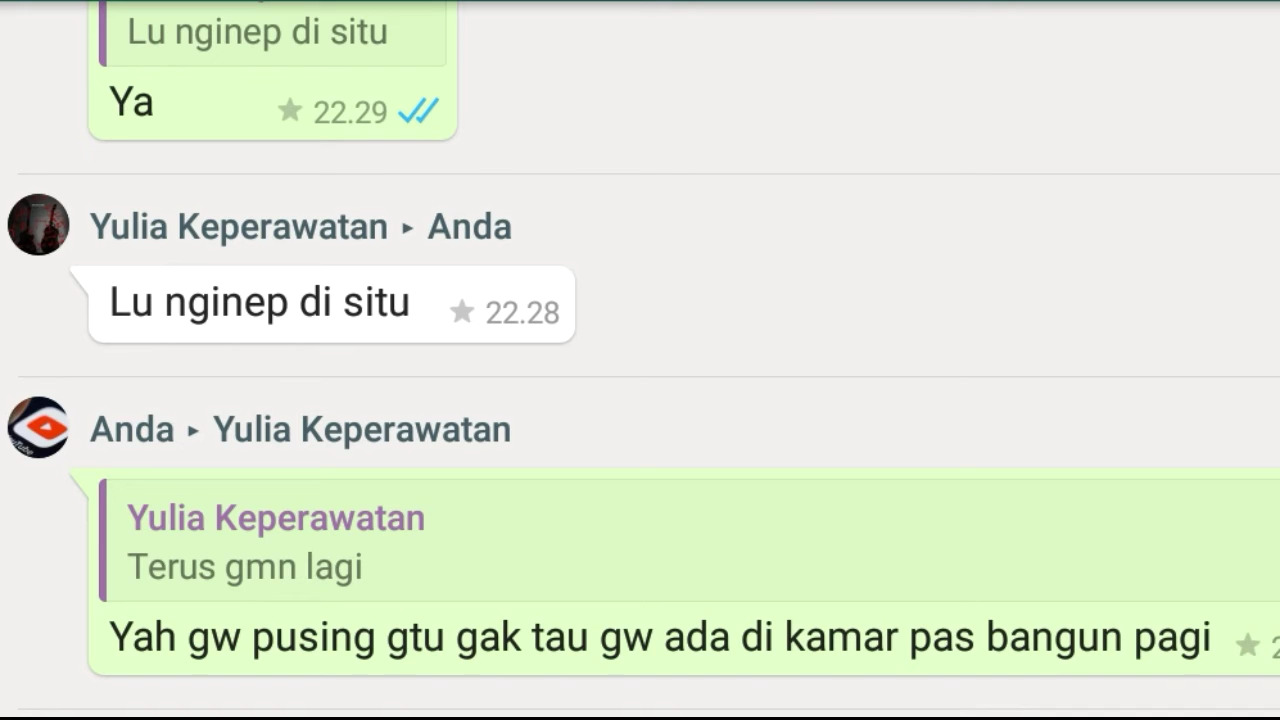 Lu nginep di situ
Ya
22.29
Yulia Keperawatan ▸ Anda
Lu nginep di situ
22.28
Anda ▸ Yulia Keperawatan
Yulia Keperawatan
Terus gmn lagi
Yah gw pusing gtu gak tau gw ada di kamar pas bangun pagi